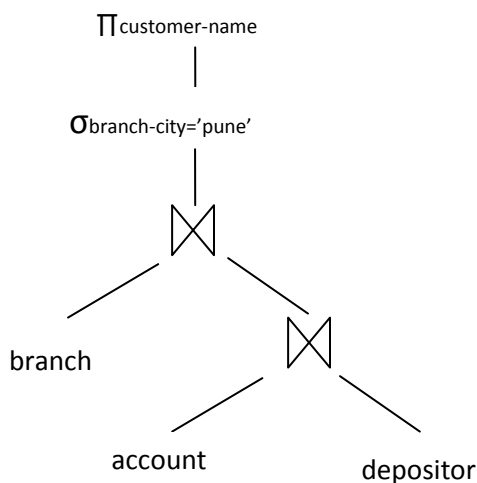 ∏customer-name
σbranch-city=’pune’
⋈
branch
⋈
account
depositor